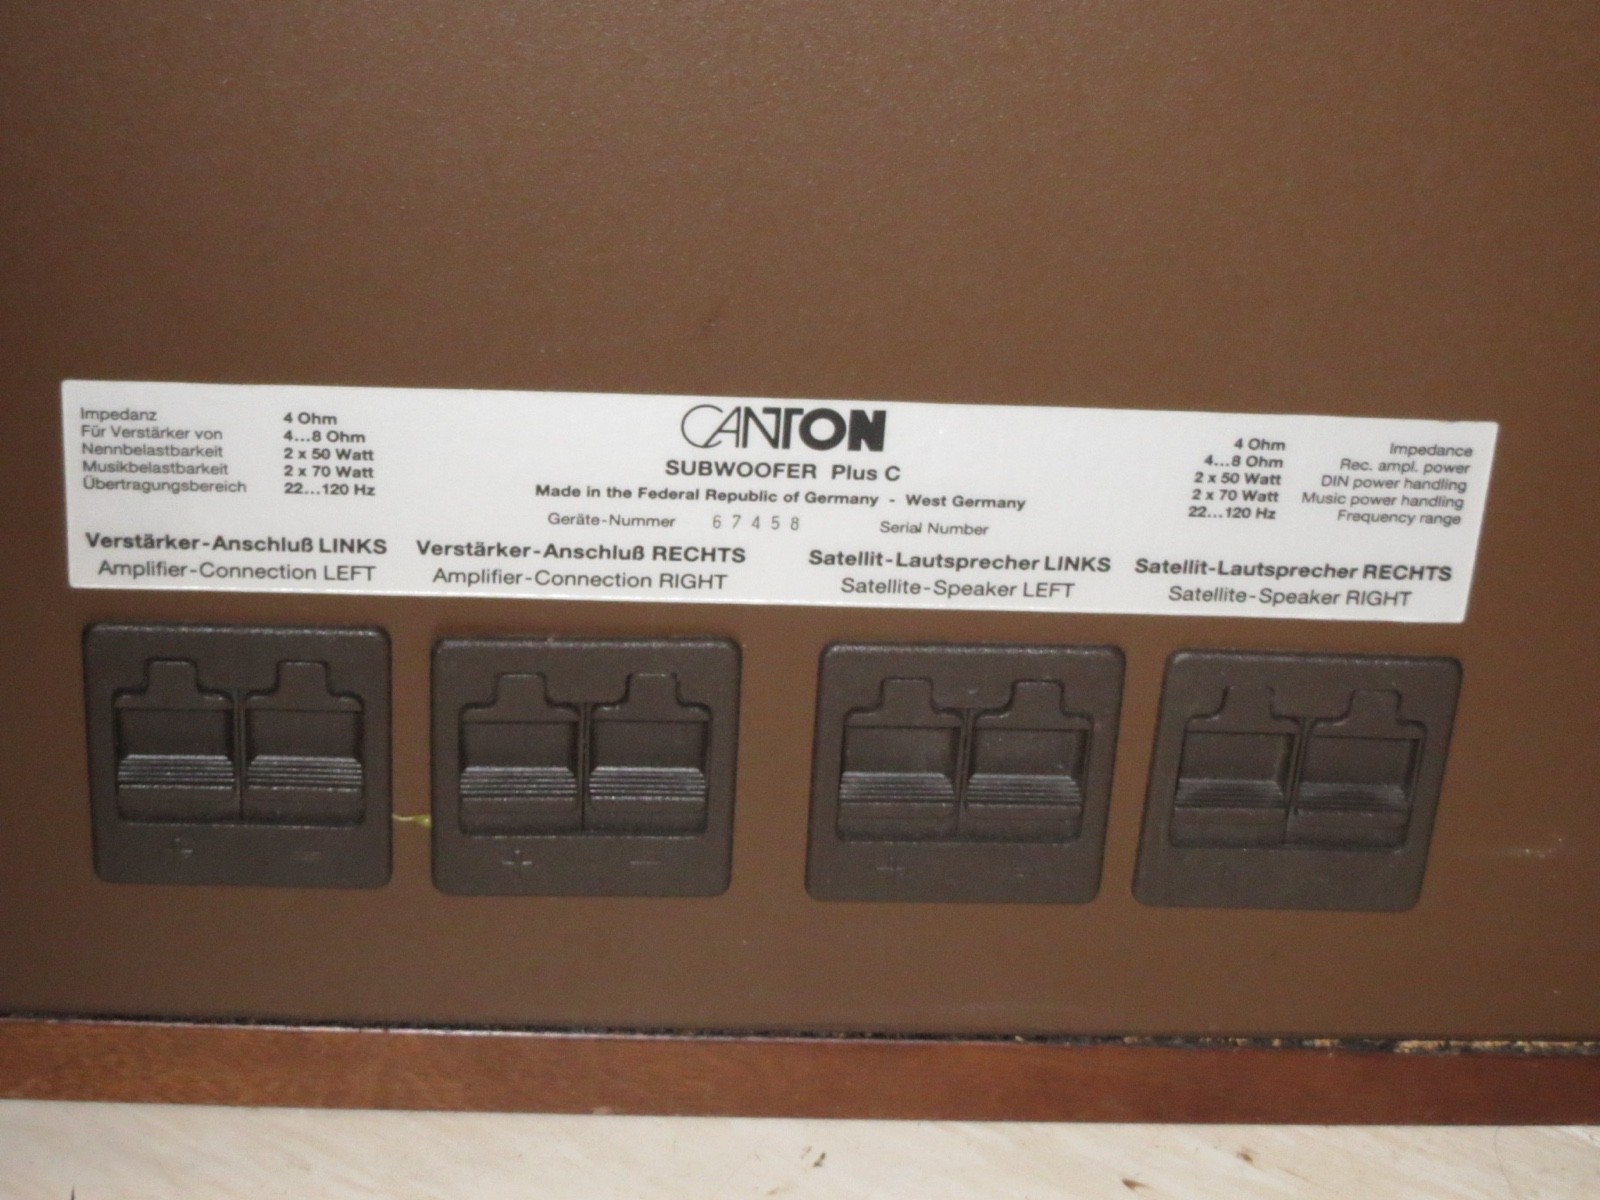 Impedanz 4 Ohm
Für Verstärker von 4...8 Ohm
Nennbelastbarkeit 2 x 50 Watt
Musikbelastbarkeit 2 x 70 Watt
Übertragungsbereich 22...120 Hz
CANTON
SUBWOOFER Plus C
Made in the Federal Republic of Germany - West Germany
Geräte-Nummer 67458 Serial Number
4 Ohm Impedance
4...8 Ohm Rec. ampl. power
2 x 50 Watt DIN power handling
2 x 70 Watt Music power handling
22...120 Hz Frequency range
Verstärker-Anschluß LINKS
Amplifier-Connection LEFT
Verstärker-Anschluß RECHTS
Amplifier-Connection RIGHT
Satellit-Lautsprecher LINKS
Satellite-Speaker LEFT
Satellit-Lautsprecher RECHTS
Satellite-Speaker RIGHT
+ -
+ -
+ -